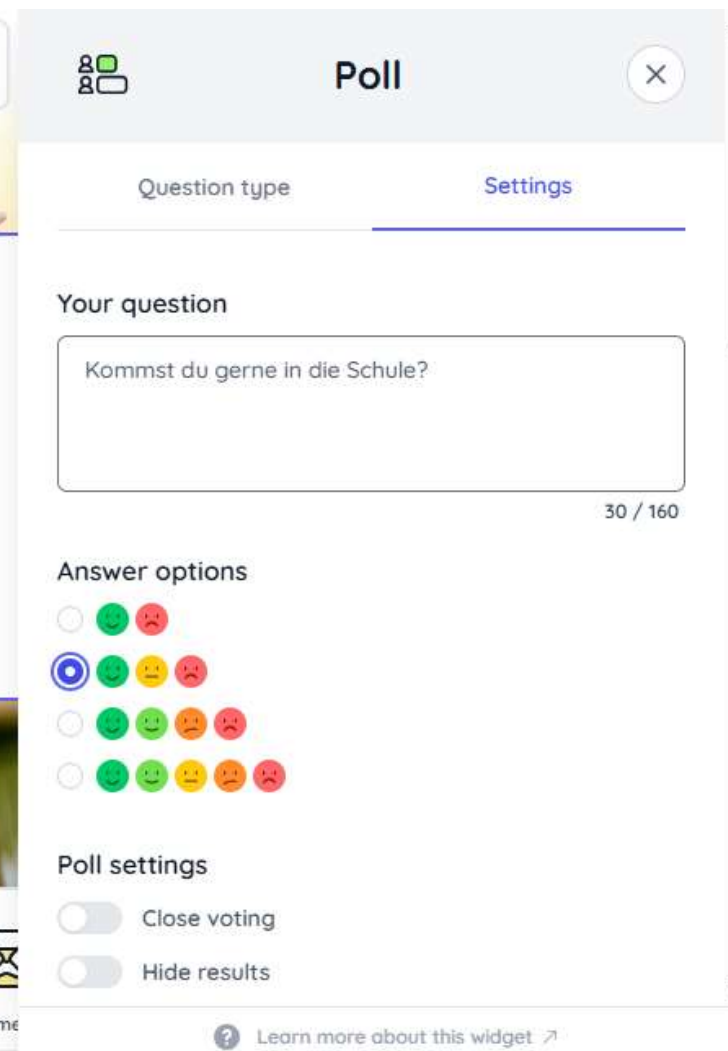 Poll
Question type Settings
Your question
Kommst du gerne in die Schule?
30 / 160
Answer options
Poll settings
Close voting
Hide results
me
? Learn more about this widget ↗